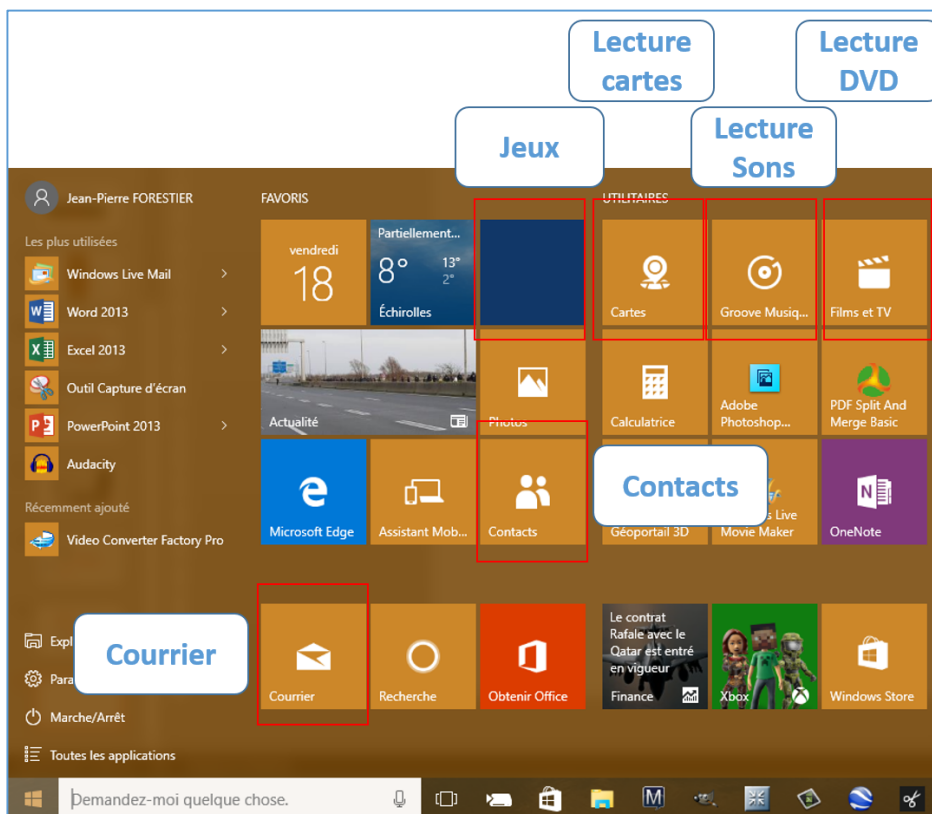 Lecture
cartes
Lecture
DVD
Jeux
Lecture
Sons
Jean-Pierre FORESTIER
FAVORIS
UTILITAIRES
Les plus utilisées
Windows Live Mail
Word 2013
Excel 2013
Outil Capture d'écran
PowerPoint 2013
Audacity
Récemment ajouté
Video Converter Factory Pro
vendredi
18
Partiellement...
8°
13°
2°
Échirolles
Cartes
Groove Musiq...
Films et TV
Actualité
Photos
Calculatrice
Adobe
Photoshop...
PDF Split And
Merge Basic
Microsoft Edge
Assistant Mob...
Contacts
Contacts
Géoportail 3D
Live
Movie Maker
N
OneNote
Courrier
Courrier
Recherche
Obtenir Office
Le contrat
Rafale avec le
Qatar est entré
en vigueur
Finance
Xbox
Windows Store
Expl
Para
Marche/Arrêt
Toutes les applications
Demandez-moi quelque chose.
M